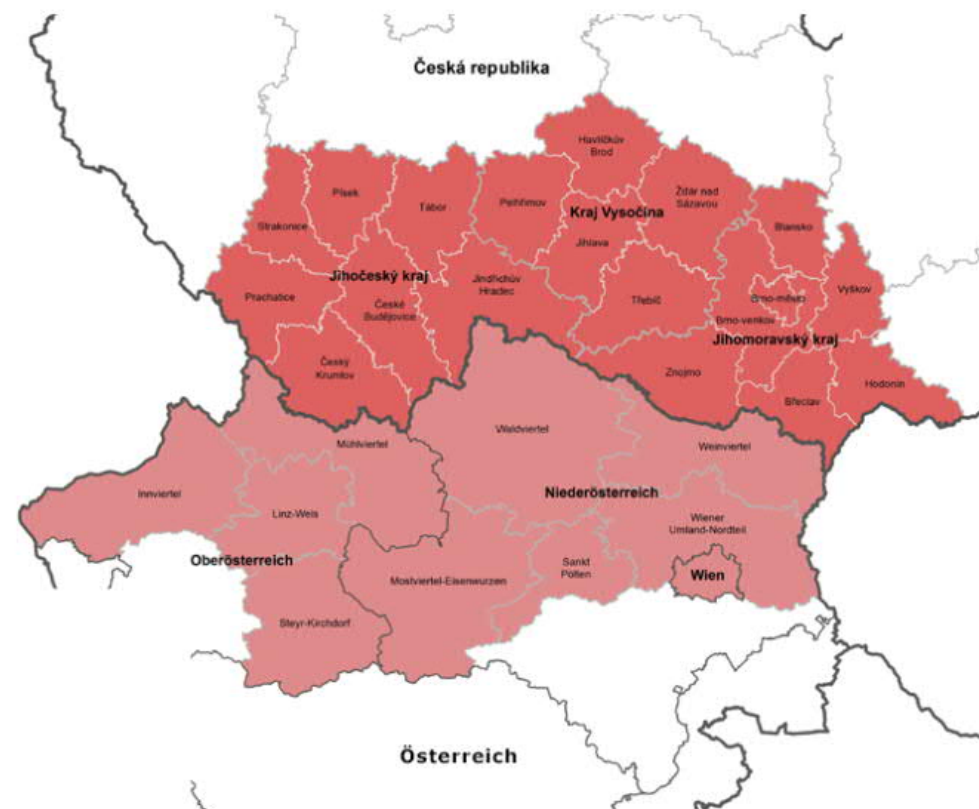 Česká republika
Havlíčkův
Brod
Písek
Tábor
Pelhřimov
Žďár nad
Sázavou
Kraj Vysočina
Strakonice
Blansko
Jihlava
Jihočeský kraj
Jindřichův
Hradec
Prachatice
České
Budějovice
Třebíč
Brno-město
Vyškov
Brno-venkov
Jihomoravský kraj
Český
Krumlov
Znojmo
Hodonín
Břeclav
Waldviertel
Mühlviertel
Weinviertel
Innviertel
Niederösterreich
Linz-Wels
Wiener
Umland-Nordteil
Oberösterreich
Sankt
Pölten
Wien
Mostviertel-Eisenwurzen
Steyr-Kirchdorf
Österreich